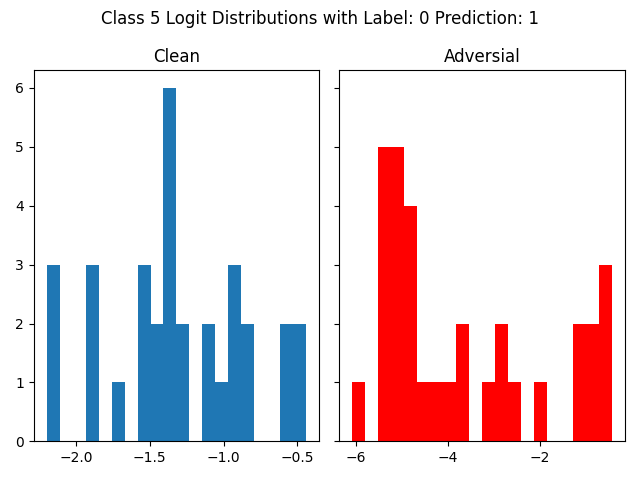 Class 5 Logit Distributions with Label: 0 Prediction: 1
Clean
Adversial
6
5
4
3
2
1
0
−2.0 −1.5 −1.0 −0.5
−6 −4 −2